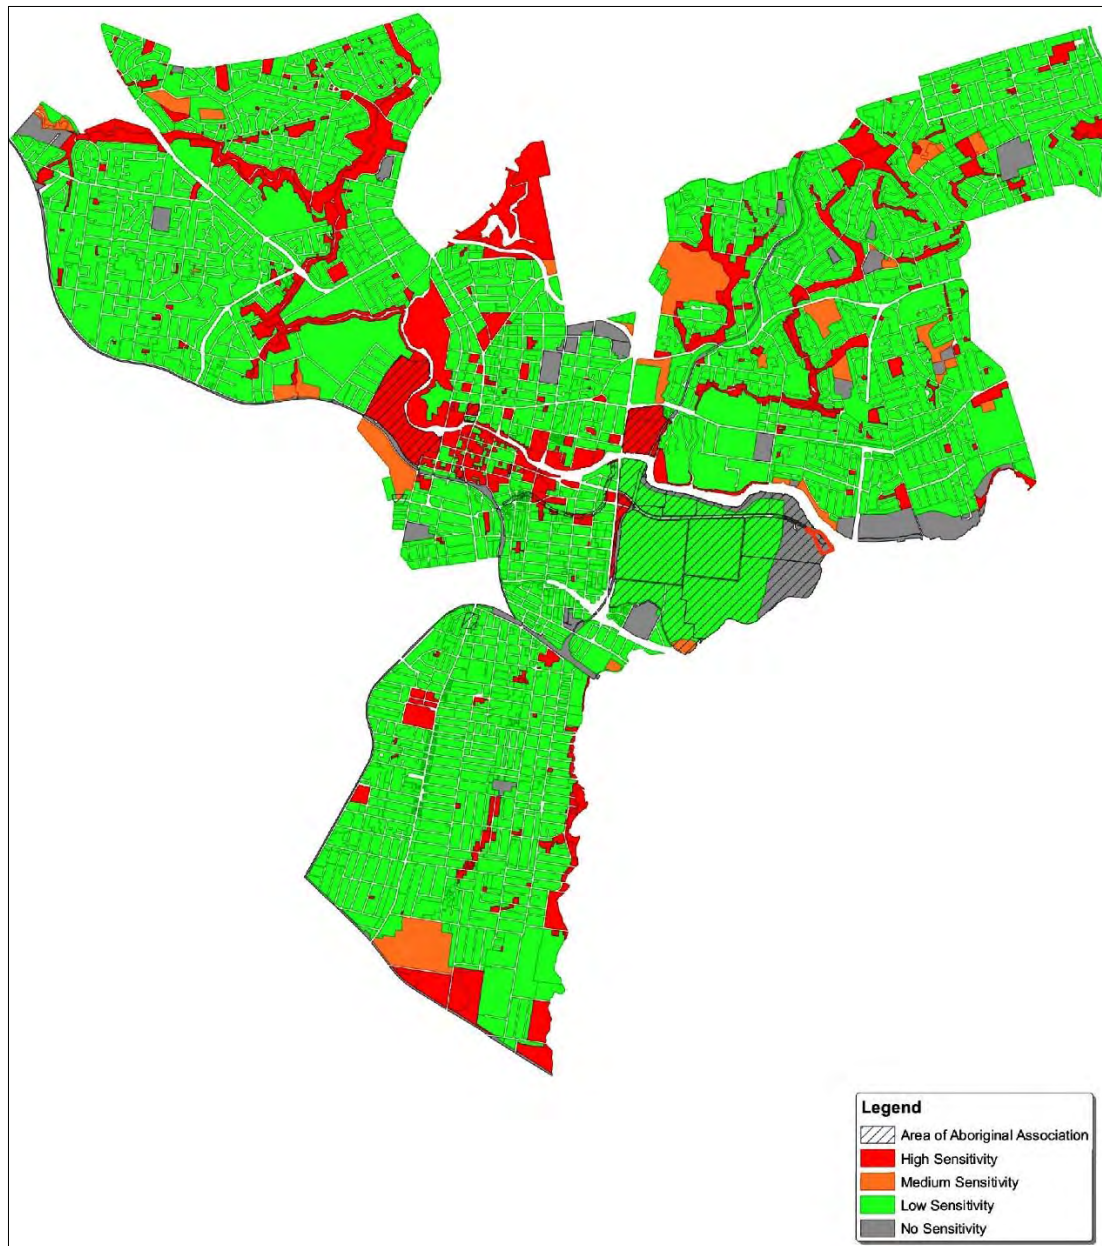 Legend
Area of Aboriginal Association
High Sensitivity
Medium Sensitivity
Low Sensitivity
No Sensitivity